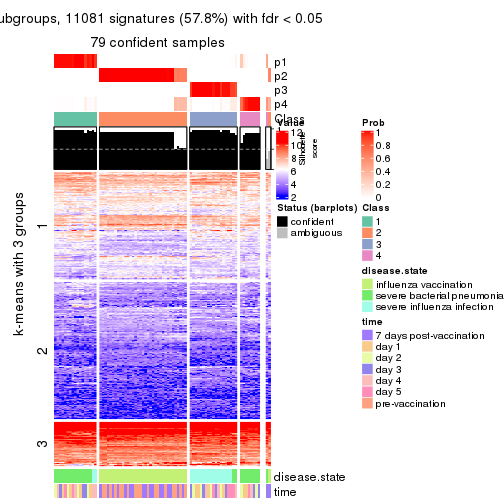 ubgroups, 11081 signatures (57.8%) with fdr < 0.05
79 confident samples
p1
p2
p3
p4
Class
Silhouette
score
k-means with 3 groups
1
2
3
disease.state
time
Value
12
10
8
6
4
2
Status (barplots)
confident
ambiguous
Prob
1
0.8
0.6
0.4
0.2
0
Class
1
2
3
4
disease.state
influenza vaccination
severe bacterial pneumonia
severe influenza infection
time
7 days post-vaccination
day 1
day 2
day 3
day 4
day 5
pre-vaccination